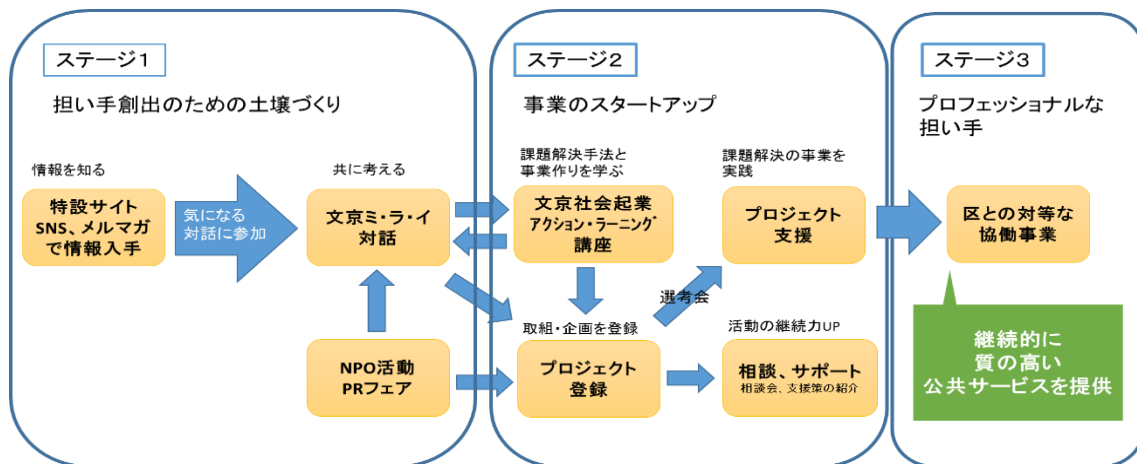 ステージ1
担い手創出のための土壌づくり
情報を知る
特設サイト
SNS、メルマガ
で情報入手
気になる
対話に参加
共に考える
文京ミ・ラ・イ
対話
NPO活動
PRフェア
ステージ2
事業のスタートアップ
課題解決手法と
事業作りを学ぶ
文京社会起業
アクション・ラーニング
講座
取組・企画を登録
プロジェクト
登録
選考会
課題解決の事業を
実践
プロジェクト
支援
活動の継続力UP
相談、サポート
相談会、支援策の紹介
ステージ3
プロフェッショナルな
担い手
区との対等な
協働事業
継続的に
質の高い
公共サービスを提供